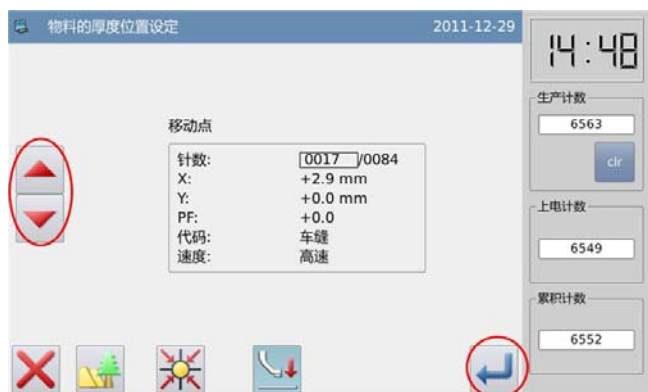 物料的厚度位置设定 2011-12-29
14:48
移动点
针数: 0017 /0084
X: +2.9 mm
Y: +0.0 mm
PF: +0.0
代码: 车缝
速度: 高速
生产计数
6563
clr
上电计数
6549
累积计数
6552